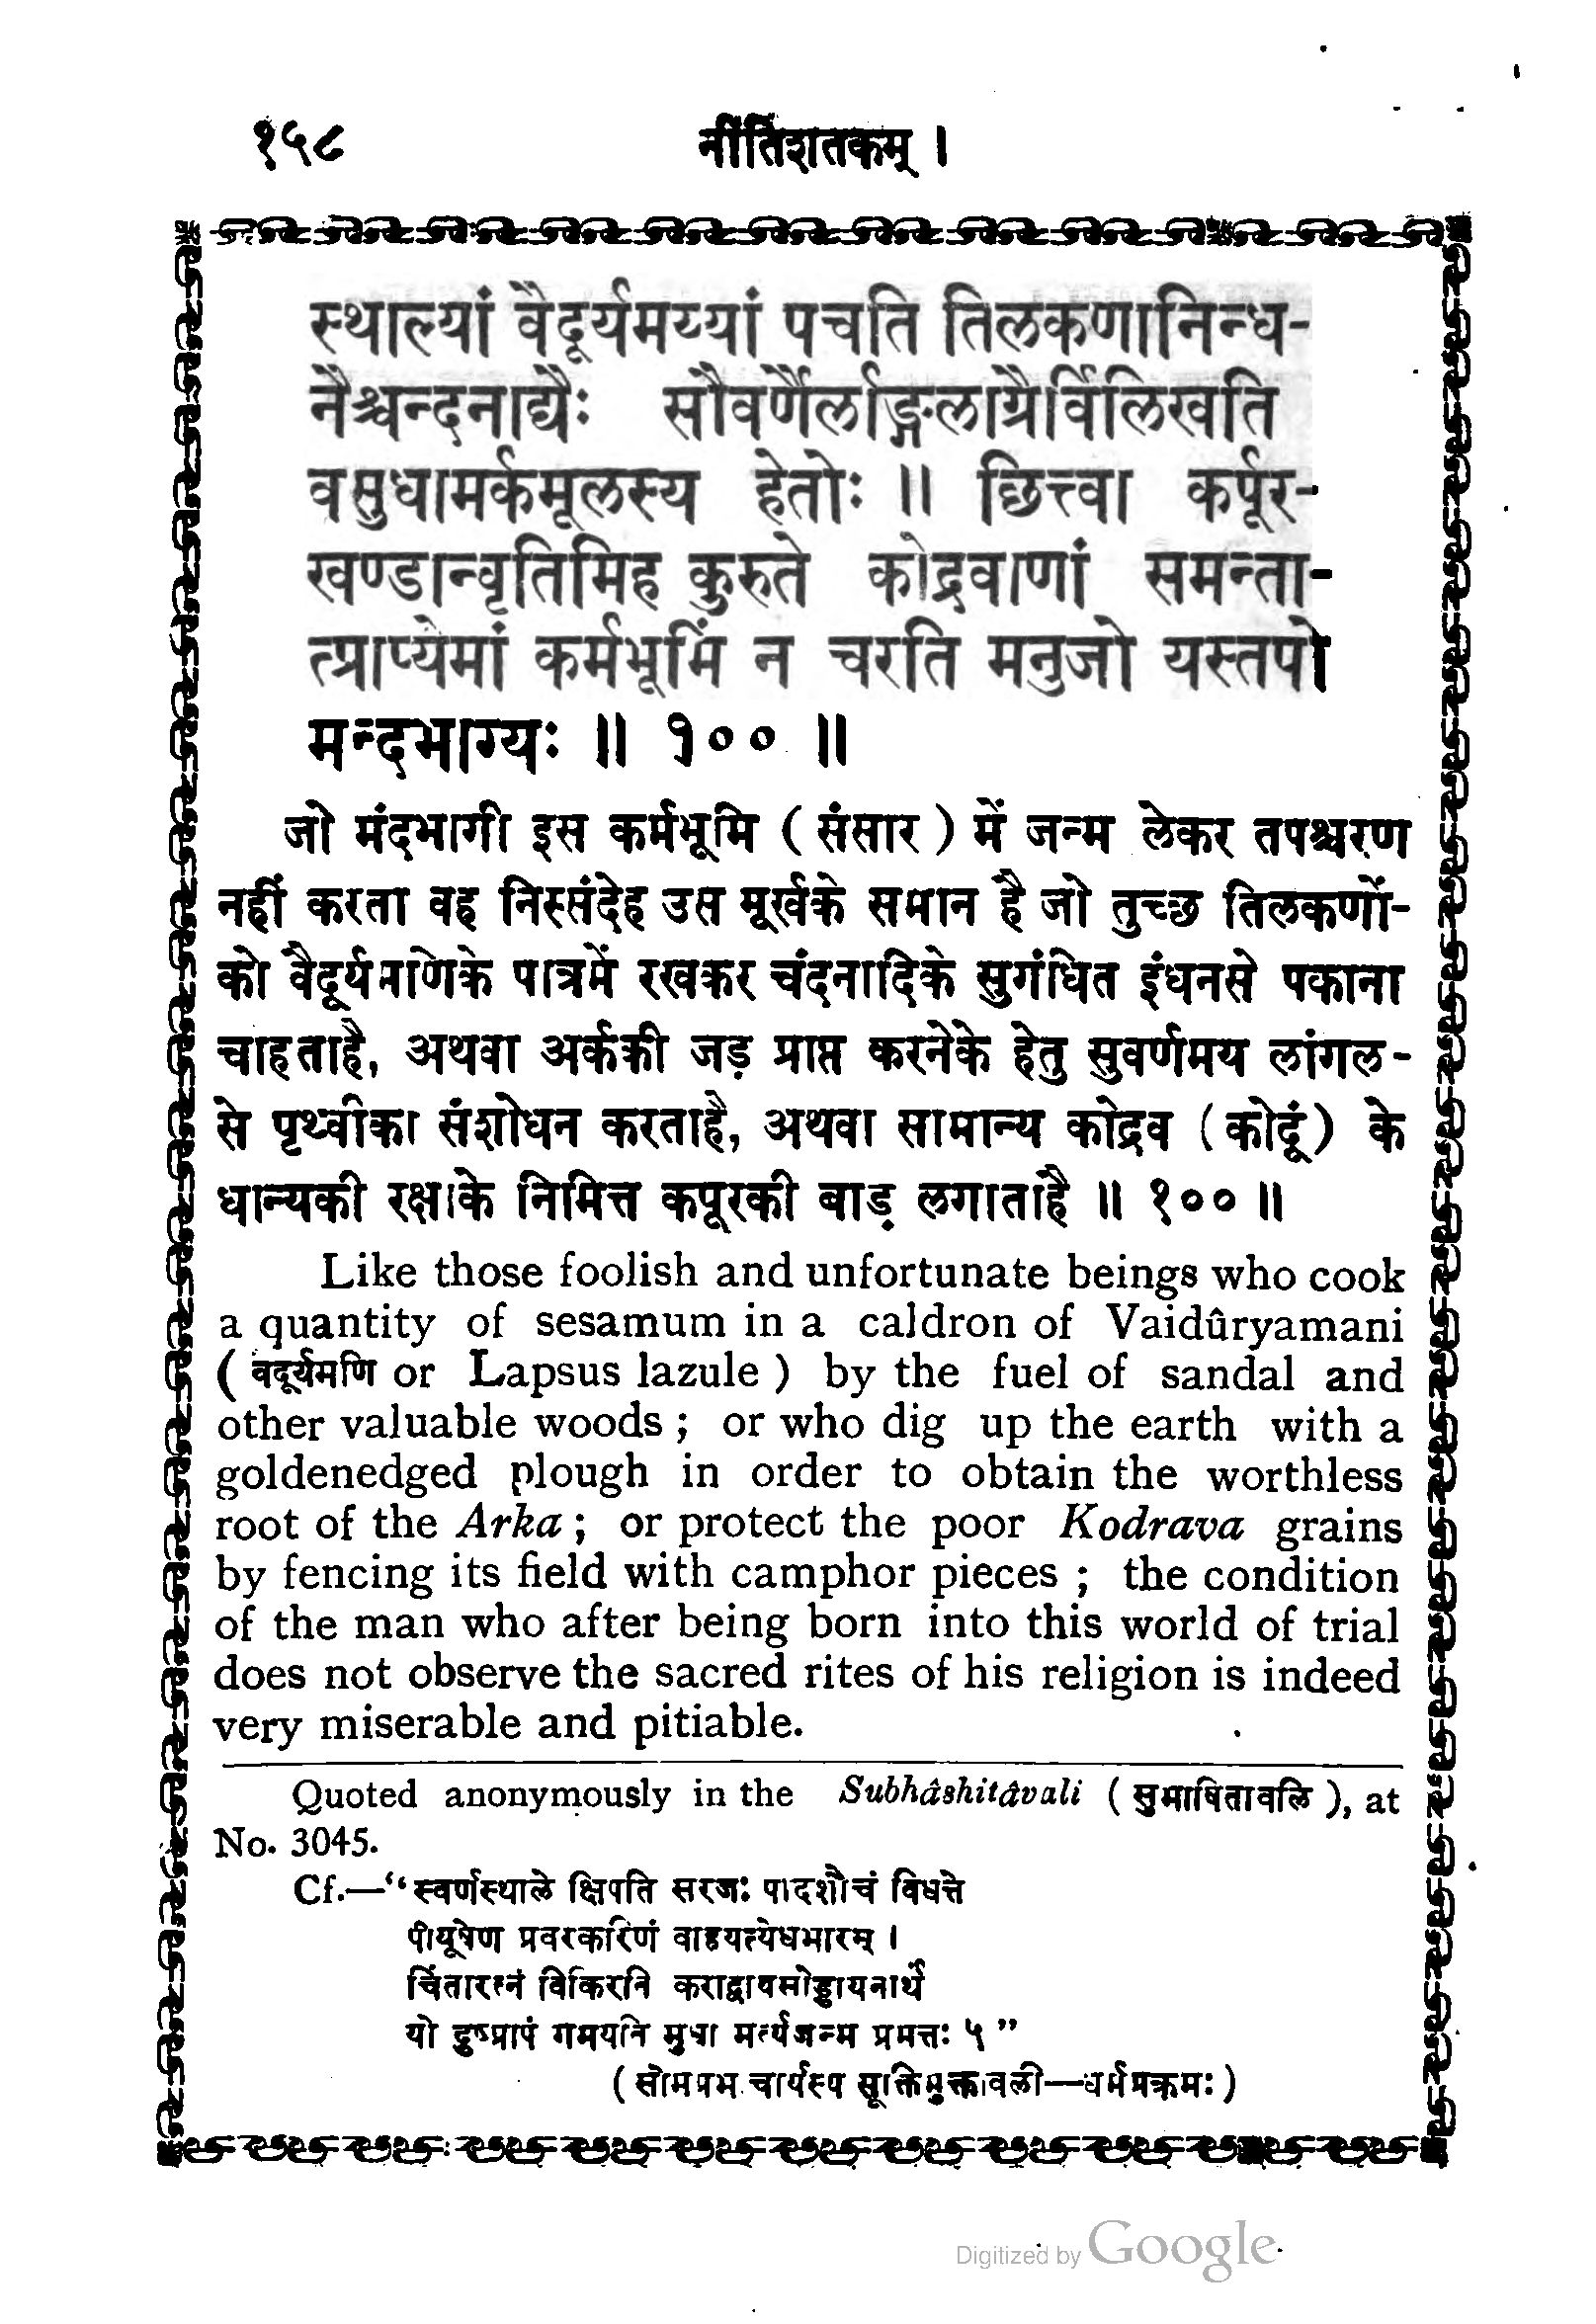 १५८ नीतिशतकम् ।
स्थाल्यां वैदूर्यमय्यां पचति तिलकणानिन्ध-
नैश्चन्दनाद्यैः सौवर्णैर्लाङ्गलाग्रैर्विलिखति
वसुधामर्कमूलस्य हेतोः ॥ छित्त्वा कर्पूर-
खण्डान्वृतिमिह कुरुते कोद्रवाणां समन्ता-
त्प्राप्येमां कर्मभूमिं न चरति मनुजो यस्तपो
मन्दभाग्यः ॥ १०० ॥
जो मंदभागी इस कर्मभूमि ( संसार ) में जन्म लेकर तपश्चरण
नहीं करता वह निस्संदेह उस मूर्खके समान है जो तुच्छ तिलकणों-
को वैदूर्यमणिके पात्रमें रखकर चंदनादिके सुगंधित इंधनसे पकाना
चाहताहै, अथवा अर्ककी जड़ प्राप्त करनेके हेतु सुवर्णमय लांगल-
से पृथ्वीका संशोधन करताहै, अथवा सामान्य कोद्रव (कोदूं) के
धान्यकी रक्षाके निमित्त कपूरकी बाड़ लगाताहै ॥ १०० ॥
Like those foolish and unfortunate beings who cook
a quantity of sesamum in a caldron of Vaidûryamani
( वदूर्यमणि or Lapsus lazule ) by the fuel of sandal and
other valuable woods ; or who dig up the earth with a
goldenedged plough in order to obtain the worthless
root of the Arka ; or protect the poor Kodrava grains
by fencing its field with camphor pieces ; the condition
of the man who after being born into this world of trial
does not observe the sacred rites of his religion is indeed
very miserable and pitiable.
Quoted anonymously in the Subhâshitâvali ( सुभाषितावलि ), at
No. 3045.
Cf.—“ स्वर्णस्थाले क्षिपति सरजः पादशौचं विधत्ते
पीयूषेण प्रवरकरिणं वाहयत्येधभारम् ।
चिंतारत्नं विकिरति कराद्वायसोड्डायनार्थं
यो दुष्प्रापं गमयति मुधा मर्त्यजन्म प्रमत्तः ५ ”
( सोमप्रभ चार्यस्य सूक्तिमुक्तावली—धर्मप्रक्रमः )
Digitized by Google